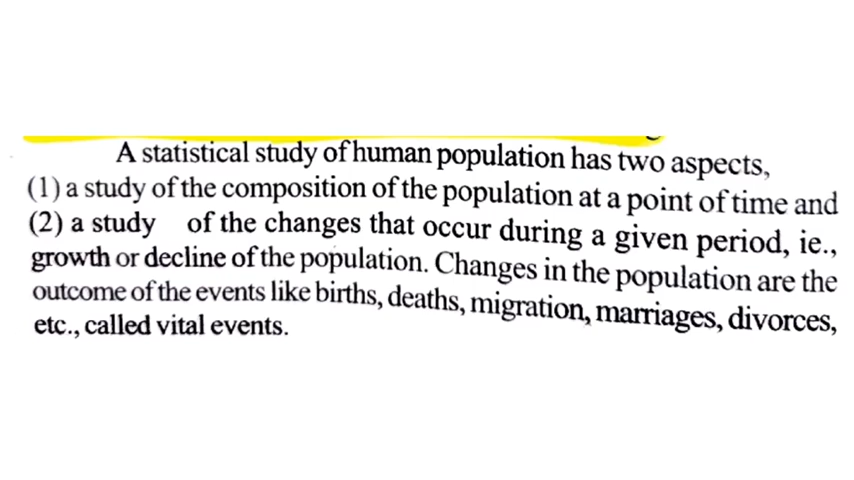 A statistical study of human population has two aspects,
(1) a study of the composition of the population at a point of time and
(2) a study of the changes that occur during a given period, ie.,
growth or decline of the population. Changes in the population are the
outcome of the events like births, deaths, migration, marriages, divorces,
etc., called vital events.